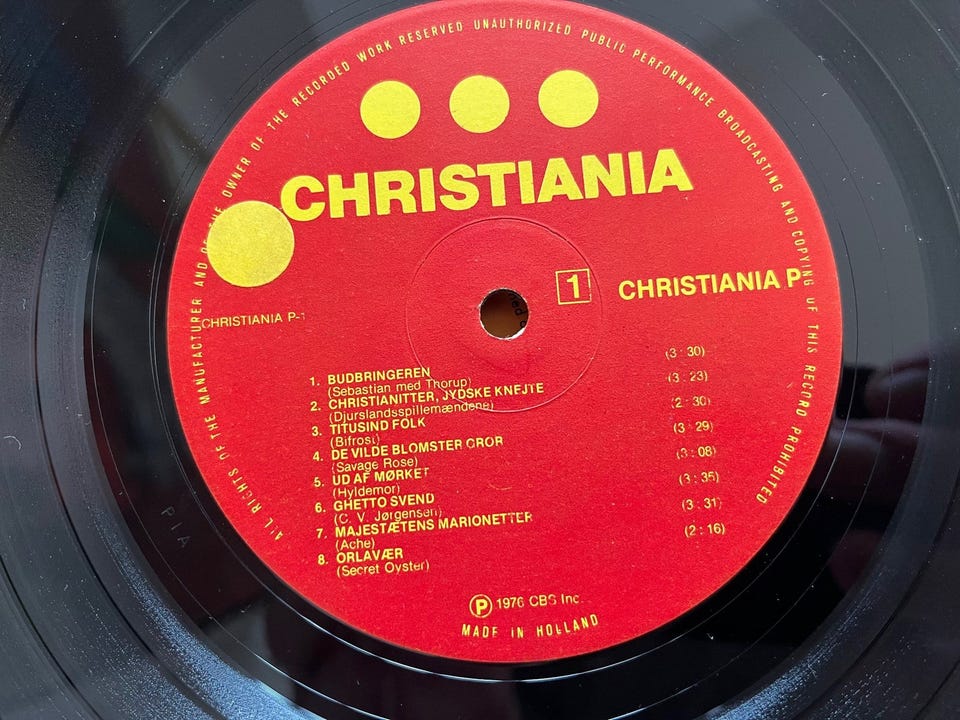 ALL RIGHTS OF THE MANUFACTURER AND OF THE OWNER OF THE RECORDED WORK RESERVED UNAUTHORIZED PUBLIC PERFORMANCE BROADCASTING AND COPYING OF THIS RECORD PROHIBITED
CHRISTIANIA
1
CHRISTIANIA P
CHRISTIANIA P-1
1. BUDBRINGEREN (3:30)
(Sebastian med Thorup)
2. CHRISTIANITTER, JYDSKE KNEJTE (3:23)
(Djurslandsspillemændene)
3. TITUSIND FOLK (2:30)
(Bifrost)
4. DE VILDE BLOMSTER GROR (3:29)
(Savage Rose)
5. UD AF MØRKET (3:08)
(Hyldemor)
6. GHETTO SVEND (3:35)
(C. V. Jørgensen)
7. MAJESTÆTENS MARIONETTER (3:31)
(Ache)
8. ORLAVÆR (2:16)
(Secret Oyster)
Ⓟ 1976 CBS Inc.
MADE IN HOLLAND
P1A